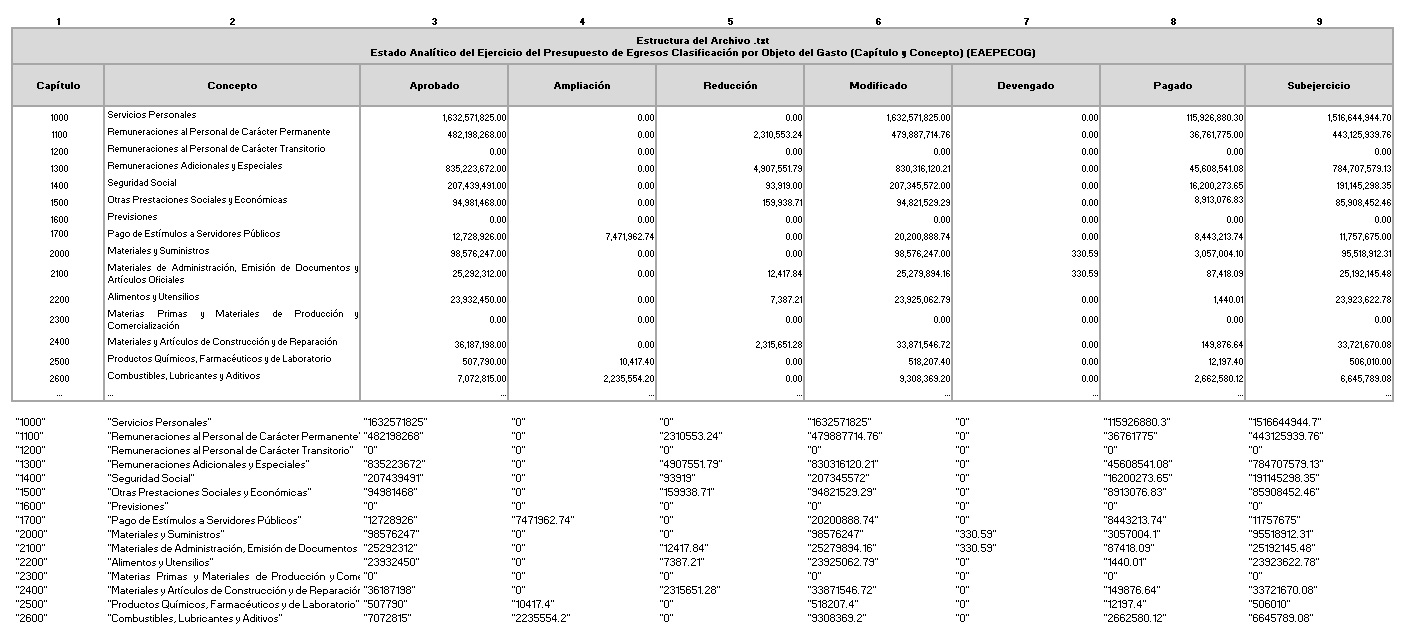 1 2 3 4 5 6 7 8 9
Estructura del Archivo .txt
Estado Analítico del Ejercicio del Presupuesto de Egresos Clasificación por Objeto del Gasto (Capítulo y Concepto) (EAEPECOG)
Capítulo Concepto Aprobado Ampliación Reducción Modificado Devengado Pagado Subejercicio
1000 Servicios Personales 1,632,571,825.00 0.00 0.00 1,632,571,825.00 0.00 115,926,880.30 1,516,644,944.70
1100 Remuneraciones al Personal de Carácter Permanente 482,198,268.00 0.00 2,310,553.24 479,887,714.76 0.00 36,761,775.00 443,125,939.76
1200 Remuneraciones al Personal de Carácter Transitorio 0.00 0.00 0.00 0.00 0.00 0.00 0.00
1300 Remuneraciones Adicionales y Especiales 835,223,672.00 0.00 4,907,551.79 830,316,120.21 0.00 45,608,541.08 784,707,579.13
1400 Seguridad Social 207,439,491.00 0.00 93,919.00 207,345,572.00 0.00 16,200,273.65 191,145,298.35
1500 Otras Prestaciones Sociales y Económicas 94,981,468.00 0.00 159,938.71 94,821,529.29 0.00 8,913,076.83 85,908,452.46
1600 Previsiones 0.00 0.00 0.00 0.00 0.00 0.00 0.00
1700 Pago de Estímulos a Servidores Públicos 12,728,926.00 7,471,962.74 0.00 20,200,888.74 0.00 8,443,213.74 11,757,675.00
2000 Materiales y Suministros 98,576,247.00 0.00 0.00 98,576,247.00 330.59 3,057,004.10 95,518,912.31
2100 Materiales de Administración, Emisión de Documentos y 25,292,312.00 0.00 12,417.84 25,279,894.16 330.59 87,418.09 25,192,145.48
Artículos Oficiales
2200 Alimentos y Utensilios 23,932,450.00 0.00 7,387.21 23,925,062.79 0.00 1,440.01 23,923,622.78
2300 Materias Primas y Materiales de Producción y 0.00 0.00 0.00 0.00 0.00 0.00 0.00
Comercialización
2400 Materiales y Artículos de Construcción y de Reparación 36,187,198.00 0.00 2,315,651.28 33,871,546.72 0.00 149,876.64 33,721,670.08
2500 Productos Químicos, Farmacéuticos y de Laboratorio 507,790.00 10,417.40 0.00 518,207.40 0.00 12,197.40 506,010.00
2600 Combustibles, Lubricantes y Aditivos 7,072,815.00 2,235,554.20 0.00 9,308,369.20 0.00 2,662,580.12 6,645,789.08
... ... ... ... ... ... ... ... ...
"1000" "Servicios Personales" "1632571825" "0" "0" "1632571825" "0" "115926880.3" "1516644944.7"
"1100" "Remuneraciones al Personal de Carácter Permanente" "482198268" "0" "2310553.24" "479887714.76" "0" "36761775" "443125939.76"
"1200" "Remuneraciones al Personal de Carácter Transitorio" "0" "0" "0" "0" "0" "0" "0"
"1300" "Remuneraciones Adicionales y Especiales" "835223672" "0" "4907551.79" "830316120.21" "0" "45608541.08" "784707579.13"
"1400" "Seguridad Social" "207439491" "0" "93919" "207345572" "0" "16200273.65" "191145298.35"
"1500" "Otras Prestaciones Sociales y Económicas" "94981468" "0" "159938.71" "94821529.29" "0" "8913076.83" "85908452.46"
"1600" "Previsiones" "0" "0" "0" "0" "0" "0" "0"
"1700" "Pago de Estímulos a Servidores Públicos" "12728926" "7471962.74" "0" "20200888.74" "0" "8443213.74" "11757675"
"2000" "Materiales y Suministros" "98576247" "0" "0" "98576247" "330.59" "3057004.1" "95518912.31"
"2100" "Materiales de Administración, Emisión de Documentos "25292312" "0" "12417.84" "25279894.16" "330.59" "87418.09" "25192145.48"
"2200" "Alimentos y Utensilios" "23932450" "0" "7387.21" "23925062.79" "0" "1440.01" "23923622.78"
"2300" "Materias Primas y Materiales de Producción y Come "0" "0" "0" "0" "0" "0" "0"
"2400" "Materiales y Artículos de Construcción y de Reparación "36187198" "0" "2315651.28" "33871546.72" "0" "149876.64" "33721670.08"
"2500" "Productos Químicos, Farmacéuticos y de Laboratorio" "507790" "10417.4" "0" "518207.4" "0" "12197.4" "506010"
"2600" "Combustibles, Lubricantes y Aditivos" "7072815" "2235554.2" "0" "9308369.2" "0" "2662580.12" "6645789.08"